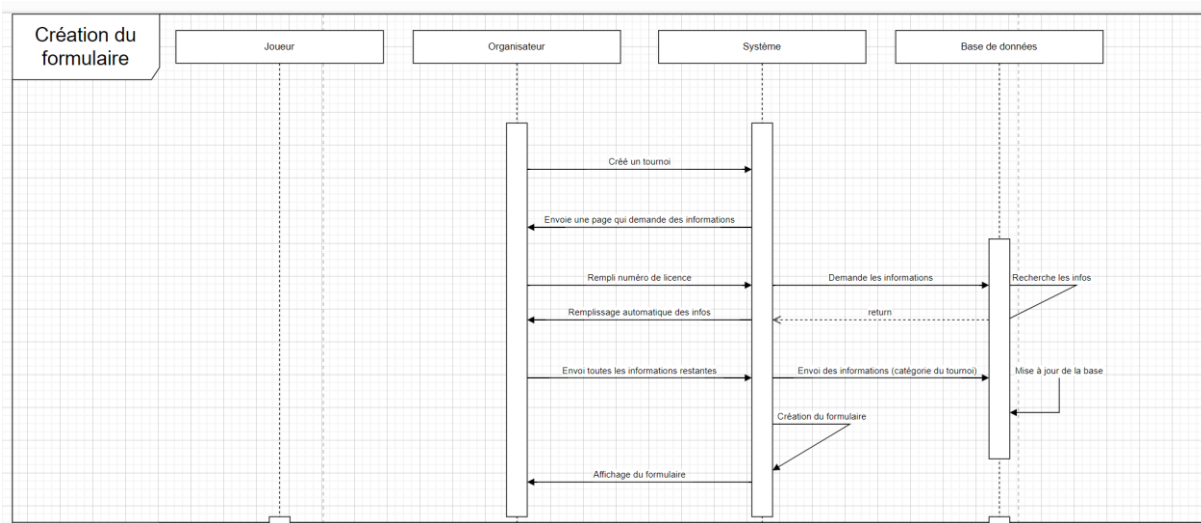 Création du
formulaire
Joueur
Organisateur
Système
Base de données
Créé un tournoi
Envoie une page qui demande des informations
Rempli numéro de licence
Demande les informations
Recherche les infos
Remplissage automatique des infos
return
Envoi toutes les informations restantes
Envoi des informations (catégorie du tournoi)
Mise à jour de la base
Création du formulaire
Affichage du formulaire